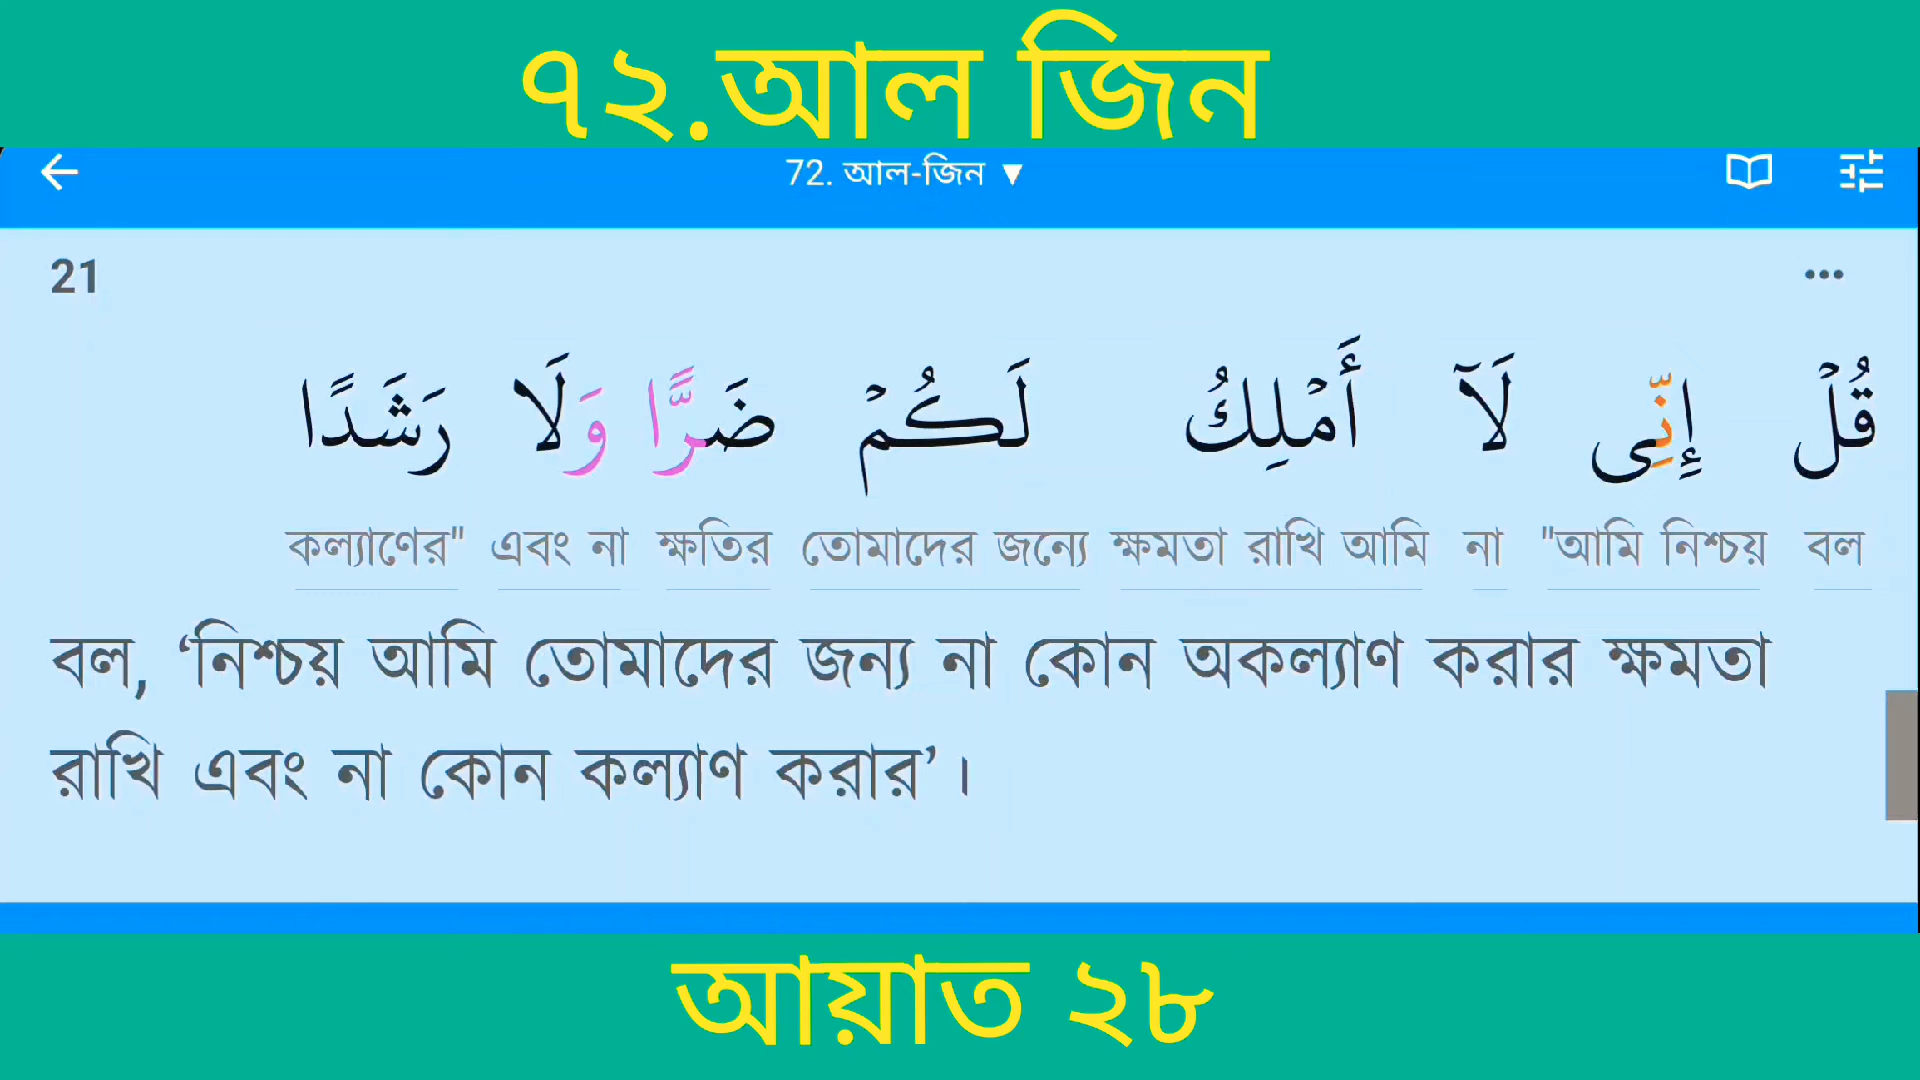 ৭২.আল জিন
72. আল-জিন ▼
21
قُلْ إِنِّى لَآ أَمْلِكُ لَكُمْ ضَرًّا وَلَا رَشَدًا
কল্যাণের" এবং না ক্ষতির তোমাদের জন্যে ক্ষমতা রাখি আমি না "আমি নিশ্চয় বল
বল, ‘নিশ্চয় আমি তোমাদের জন্য না কোন অকল্যাণ করার ক্ষমতা
রাখি এবং না কোন কল্যাণ করার’।
আয়াত ২৮